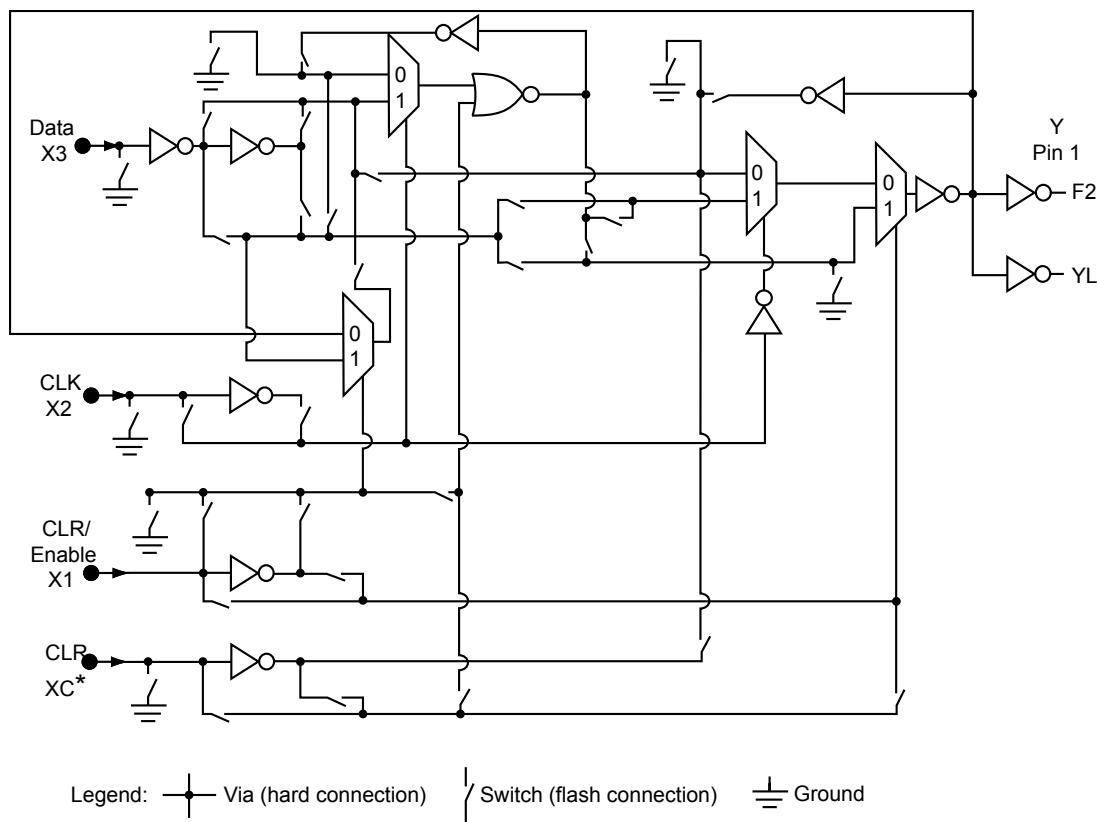 0
1
Data
X3
0
1
0
1
Y
Pin 1
F2
YL
0
1
CLK
X2
CLR/
Enable
X1
CLR
XC*
Legend: Via (hard connection) Switch (flash connection) Ground